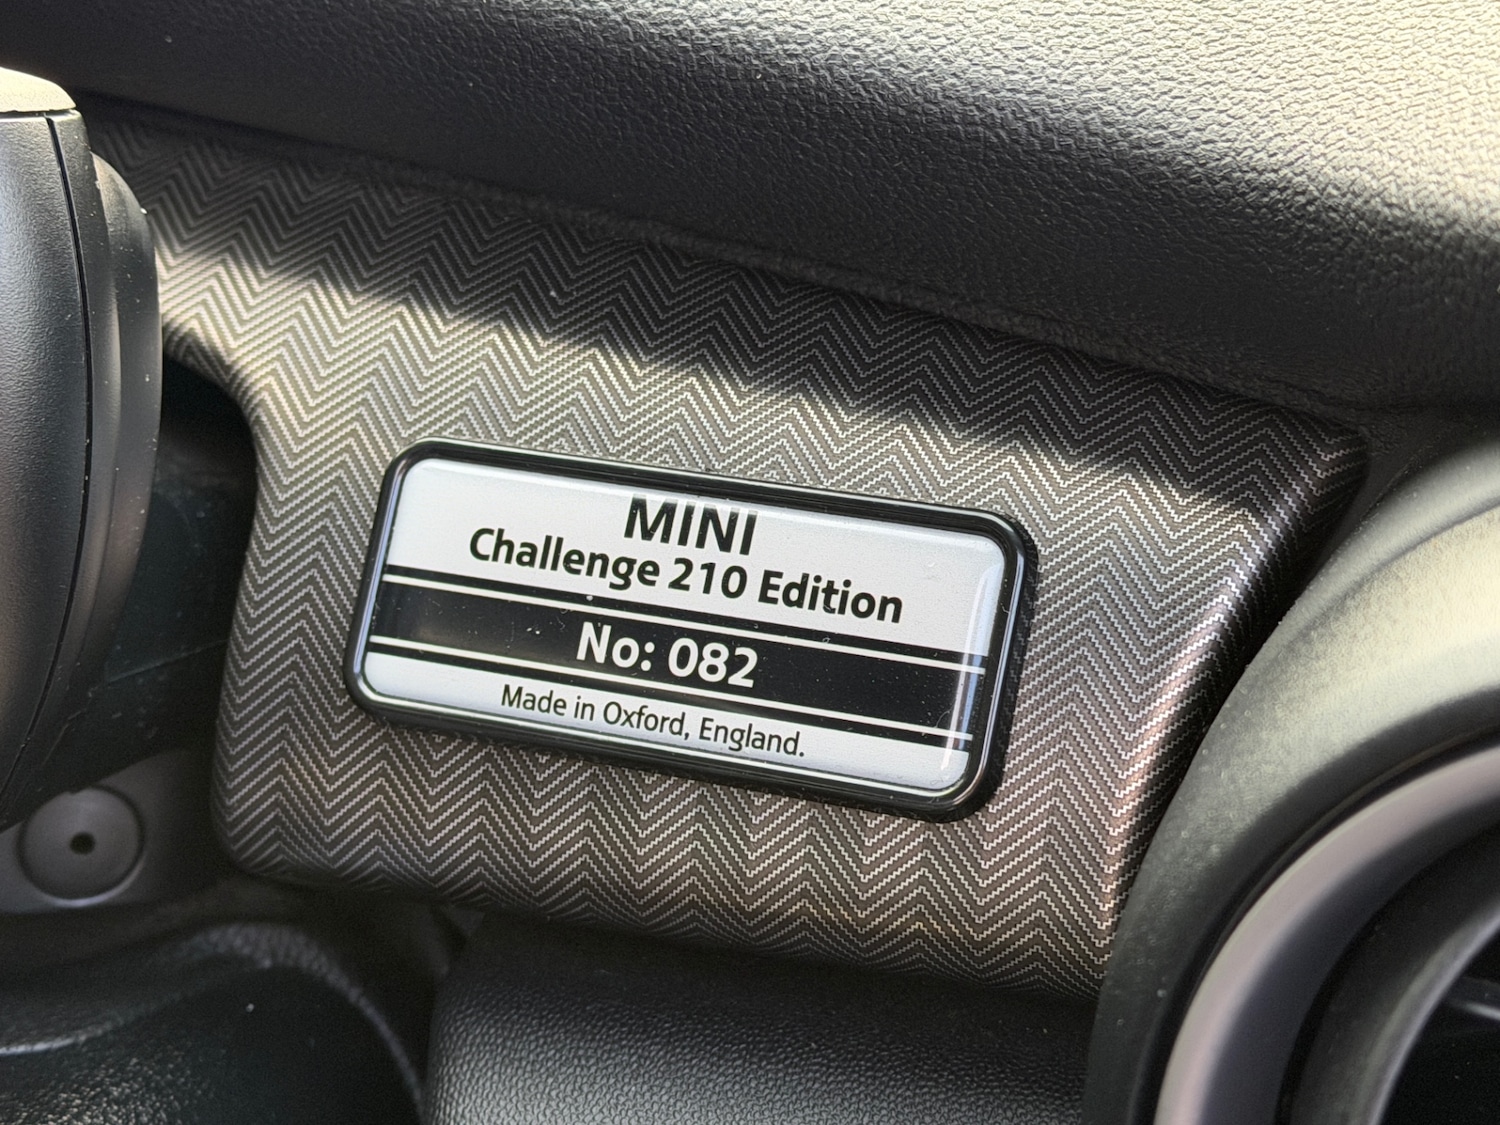 MINI
Challenge 210 Edition
No: 082
Made in Oxford, England.